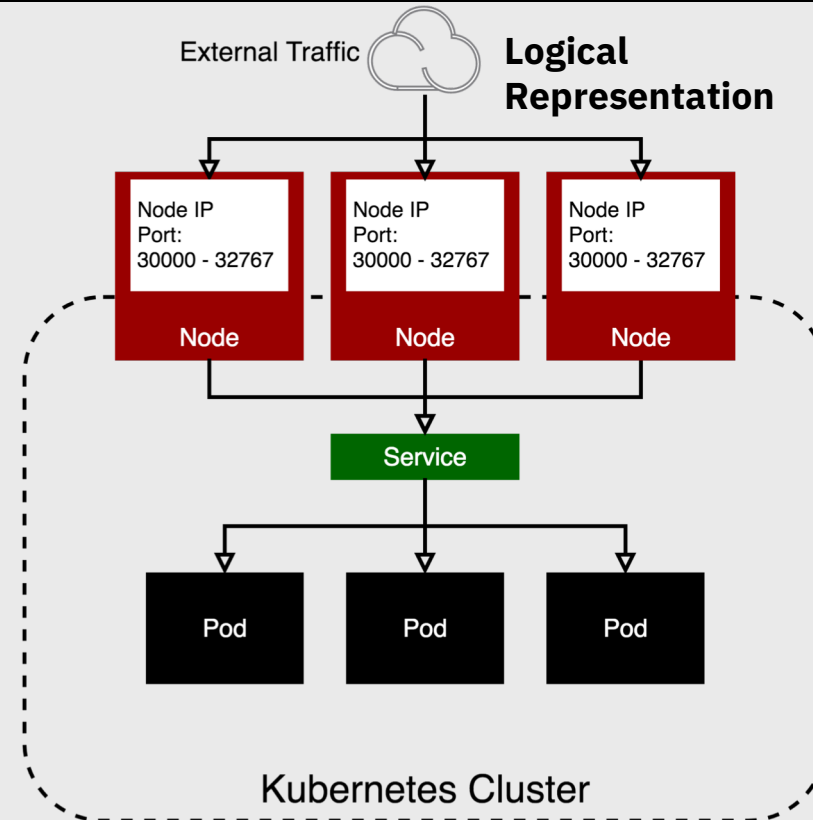 External Traffic
Logical
Representation
Node IP
Port:
30000 - 32767
Node
Node IP
Port:
30000 - 32767
Node
Node IP
Port:
30000 - 32767
Node
Service
Pod
Pod
Pod
Kubernetes Cluster